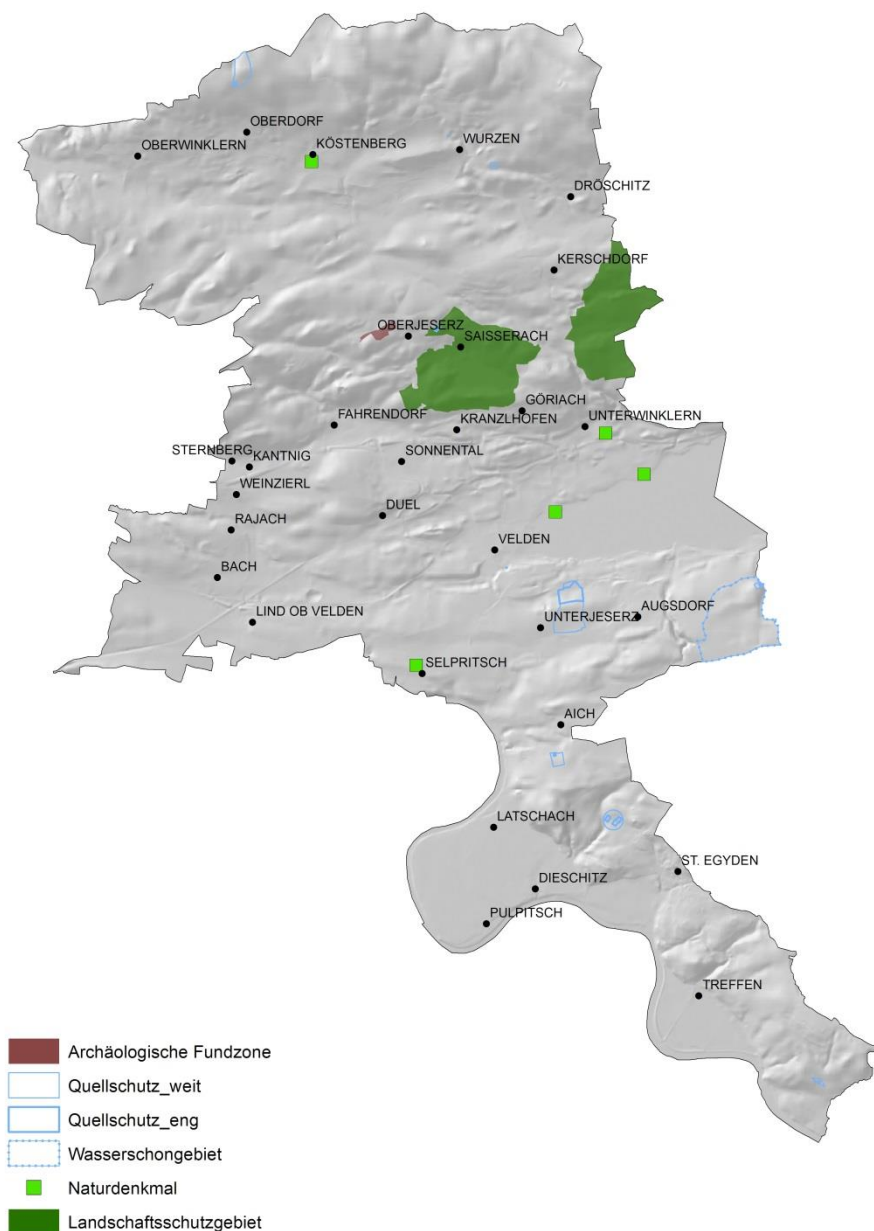 OBERDORF
OBERWINKLERN
KÖSTENBERG
WURZEN
DRÖSCHITZ
KERSCHDORF
OBERJESERZ
SAISSERACH
GÖRIACH
FAHRENDORF
KRANZLHOFEN
UNTERWINKLERN
STERNBERG
KANTNIG
SONNENTAL
WEINZIERL
DUEL
RAJACH
VELDEN
BACH
LIND OB VELDEN
UNTERJESERZ
AUGSDORF
SELPRITSCH
AICH
LATSCHACH
ST. EGYDEN
DIESCHITZ
PULPITSCH
TREFFEN
Archäologische Fundzone
Quellschutz_weit
Quellschutz_eng
Wasserschongebiet
Naturdenkmal
Landschaftsschutzgebiet